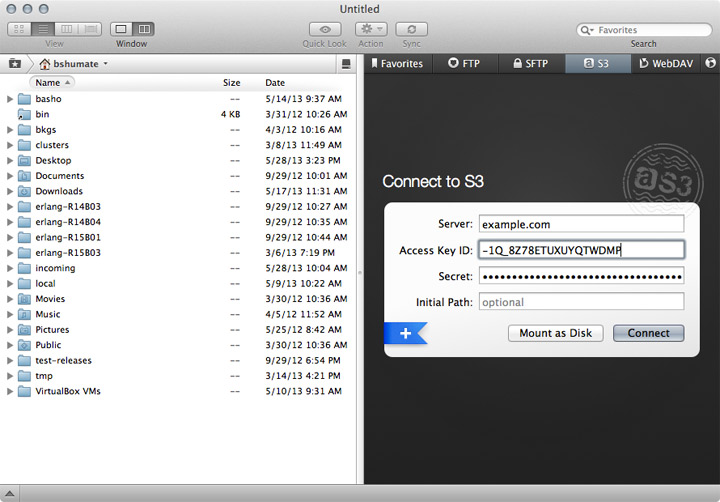 Untitled
View
Window
Quick Look
Action
Sync
Favorites
Search
bshumate
Name Size Date
basho -- 5/14/13 9:37 AM
bin 4 KB 3/31/12 10:26 AM
bkgs -- 4/3/12 10:16 AM
clusters -- 3/8/13 11:49 AM
Desktop -- 5/28/13 3:23 PM
Documents -- 9/29/12 10:01 AM
Downloads -- 5/17/13 11:31 AM
erlang-R14B03 -- 9/29/12 10:27 AM
erlang-R14B04 -- 9/29/12 10:35 AM
erlang-R15B01 -- 9/29/12 10:44 AM
erlang-R15B03 -- 3/6/13 7:19 PM
incoming -- 5/28/13 10:04 AM
local -- 5/9/13 10:22 AM
Movies -- 3/30/12 10:36 AM
Music -- 4/5/12 11:52 AM
Pictures -- 5/25/12 8:42 AM
Public -- 3/30/12 10:36 AM
test-releases -- 9/29/12 6:54 PM
tmp -- 3/14/13 4:21 PM
VirtualBox VMs -- 5/10/13 9:31 AM
Favorites FTP SFTP S3 WebDAV
Connect to S3
as3
Server: example.com
Access Key ID: -1Q_8Z78ETUXUYQTWDMP
Secret: ••••••••••••••••••••••••••••••••
Initial Path: optional
Mount as Disk
Connect